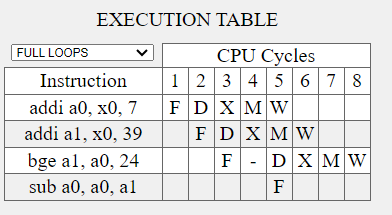 EXECUTION TABLE
FULL LOOPS CPU Cycles
Instruction 1 2 3 4 5 6 7 8
addi a0, x0, 7 F D X M W
addi a1, x0, 39 F D X M W
bge a1, a0, 24 F - D X M W
sub a0, a0, a1 F